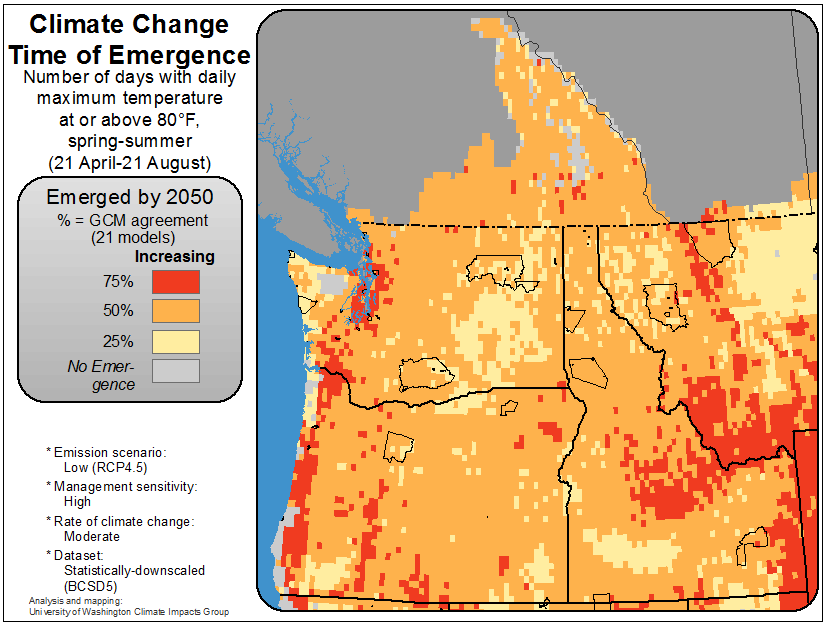 Climate Change
Time of Emergence
Number of days with daily
maximum temperature
at or above 80°F,
spring-summer
(21 April-21 August)
Emerged by 2050
% = GCM agreement
(21 models)
Increasing
75%
50%
25%
No Emer-
gence
* Emission scenario:
Low (RCP4.5)
* Management sensitivity:
High
* Rate of climate change:
Moderate
* Dataset:
Statistically-downscaled
(BCSD5)
Analysis and mapping:
University of Washington Climate Impacts Group